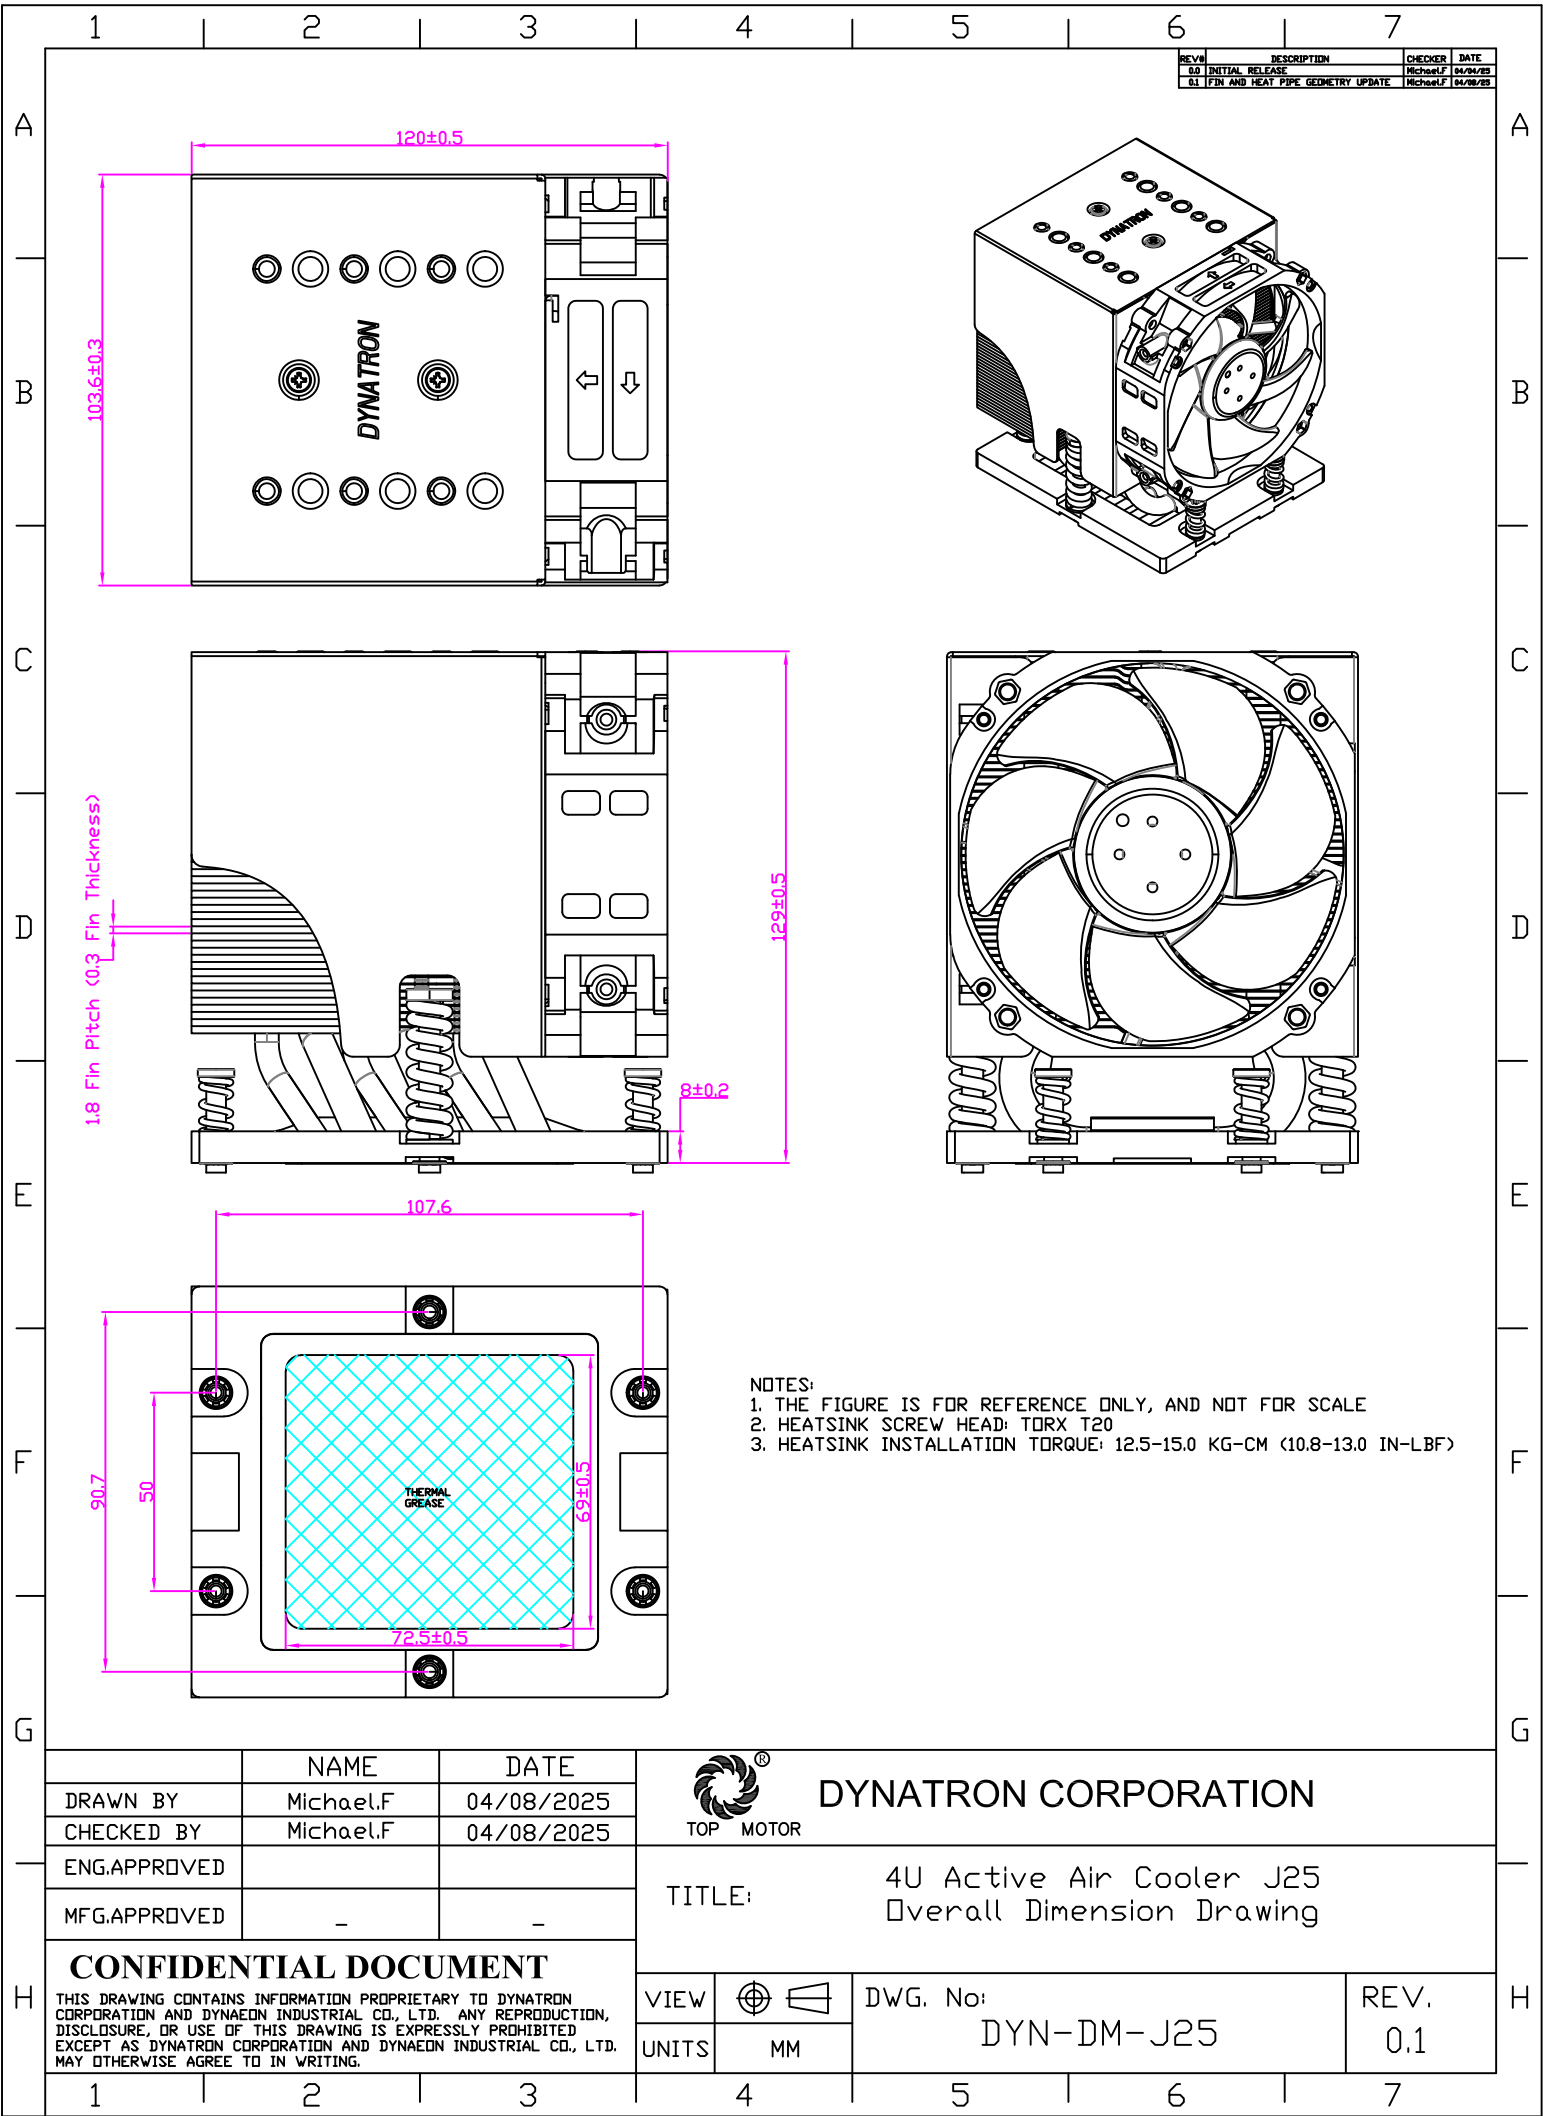 1 2 3 4 5 6 7
REV# DESCRIPTION CHECKER DATE
0.0 INITIAL RELEASE Michael.F 04/04/25
0.1 FIN AND HEAT PIPE GEOMETRY UPDATE Michael.F 04/08/25
A A
120±0.5
103.6±0.3
DYNATRON
DYNATRON
B B
C C
1.8 Fin Pitch (0.3 Fin Thickness)
129±0.5
D D
8±0.2
E E
107.6
90.7
50
THERMAL
GREASE
69±0.5
72.5±0.5
NOTES:
1. THE FIGURE IS FOR REFERENCE ONLY, AND NOT FOR SCALE
2. HEATSINK SCREW HEAD: TORX T20
3. HEATSINK INSTALLATION TORQUE: 12.5-15.0 KG-CM (10.8-13.0 IN-LBF)
F F
G G
NAME DATE
DRAWN BY Michael.F 04/08/2025
CHECKED BY Michael.F 04/08/2025
ENG.APPROVED
MFG.APPROVED - -
®
TOP MOTOR
DYNATRON CORPORATION
TITLE:
4U Active Air Cooler J25
Overall Dimension Drawing
CONFIDENTIAL DOCUMENT
THIS DRAWING CONTAINS INFORMATION PROPRIETARY TO DYNATRON
CORPORATION AND DYNAEON INDUSTRIAL CO., LTD. ANY REPRODUCTION,
DISCLOSURE, OR USE OF THIS DRAWING IS EXPRESSLY PROHIBITED
EXCEPT AS DYNATRON CORPORATION AND DYNAEON INDUSTRIAL CO., LTD.
MAY OTHERWISE AGREE TO IN WRITING.
VIEW
UNITS MM
DWG. No:
DYN-DM-J25
REV.
0.1
H H
1 2 3 4 5 6 7